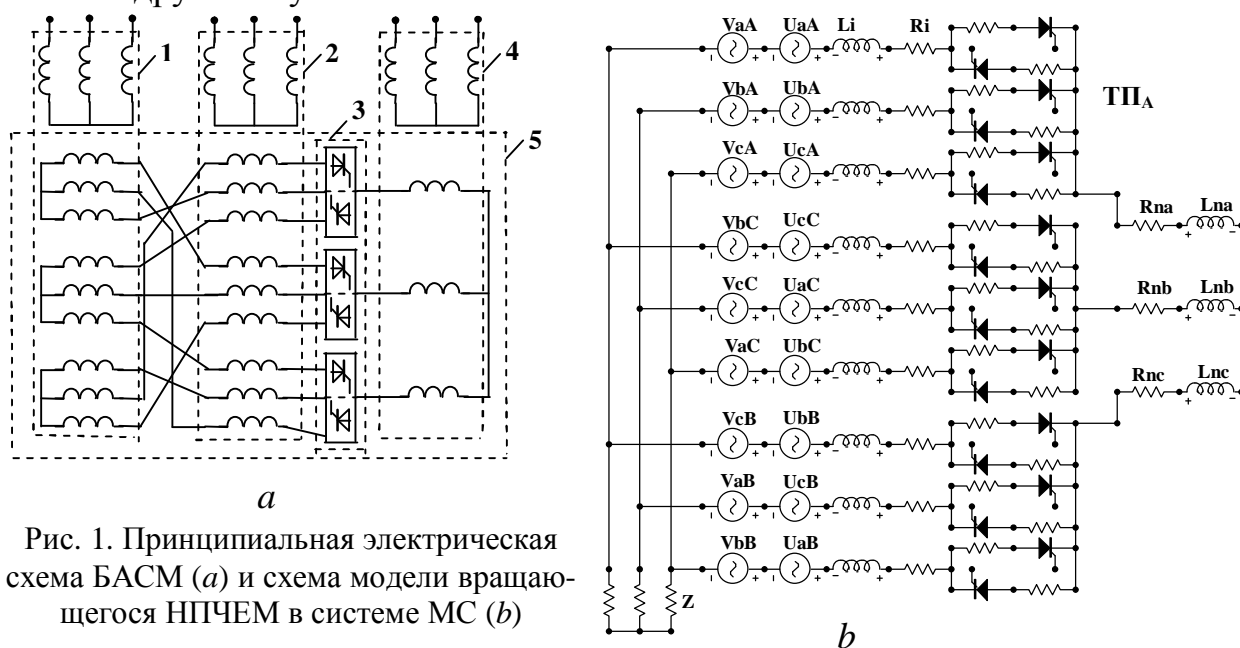 1
2
4
3
5
a
Рис. 1. Принципиальная электрическая
схема БАСМ (a) и схема модели вращаю-
щегося НПЧЕМ в системе МС (b)
VaA UaA Li Ri
VbA UbA
ТПА
VcA UcA
Rna Lna
VbC UcC
VcC UaC
Rnb Lnb
VaC UbC
Rnc Lnc
VcB UbB
VaB UcB
VbB UaB
Z
b